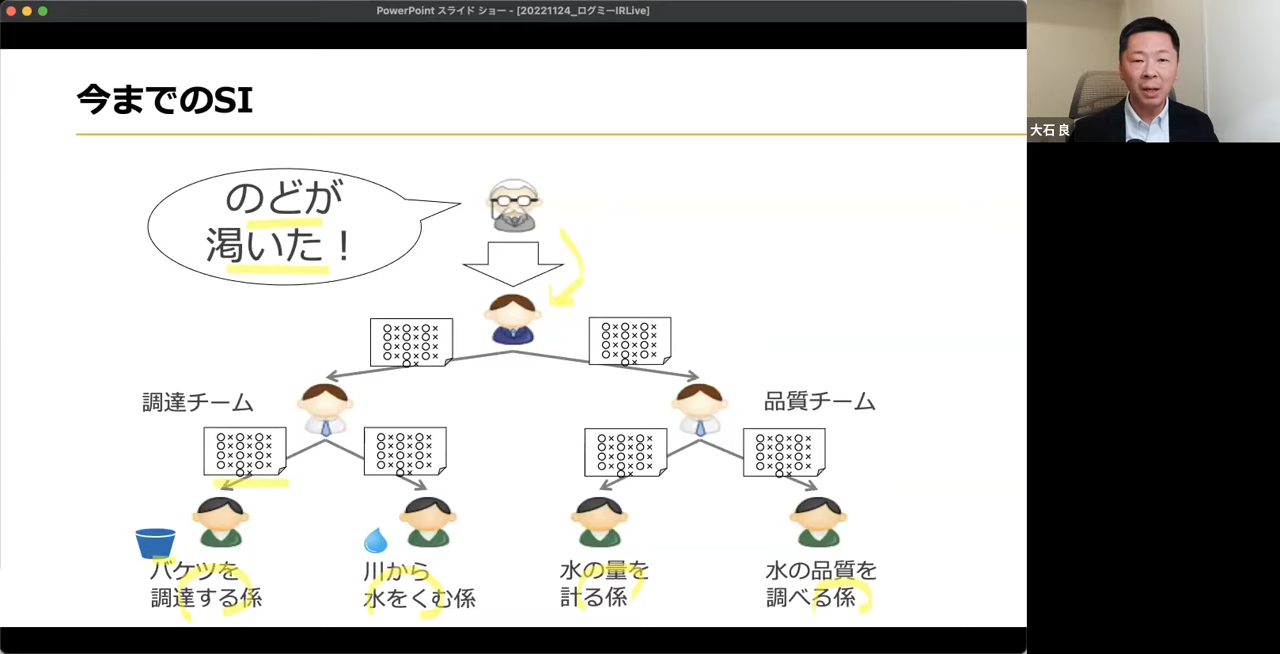 PowerPoint スライド ショー - [20221124_ログミーIRLive]
今までのSI
のどが
渇いた！
大石 良
○×○×○×
○×○×○×
○×○×○×
○×○×○×
○×
○×○×○×
○×○×○×
○×○×○×
○×○×○×
○×
調達チーム
品質チーム
○×○×○×
○×○×○×
○×○×○×
○×○×○×
○×
○×○×○×
○×○×○×
○×○×○×
○×○×○×
○×
○×○×○×
○×○×○×
○×○×○×
○×○×○×
○×
○×○×○×
○×○×○×
○×○×○×
○×○×○×
○×
バケツを
調達する係
川から
水をくむ係
水の量を
計る係
水の品質を
調べる係